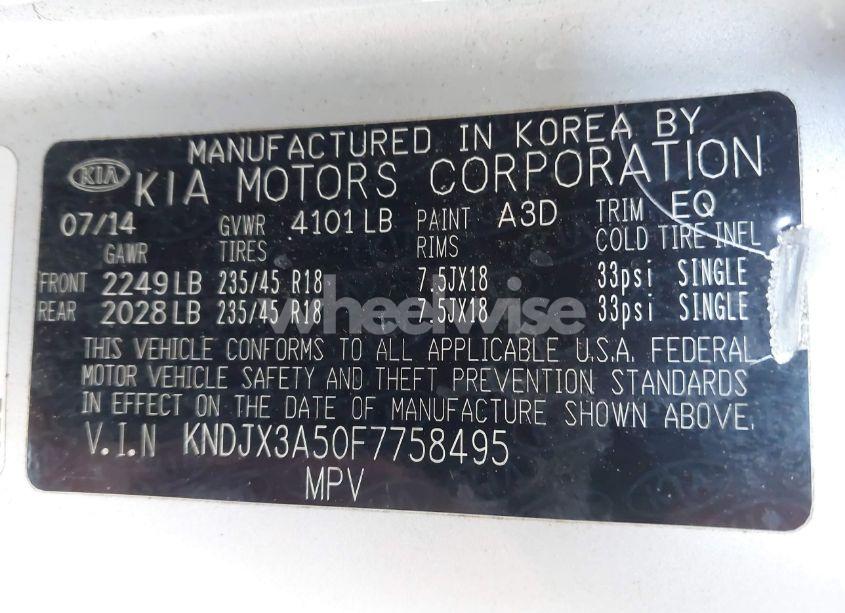 MANUFACTURED IN KOREA BY
KIA KIA MOTORS CORPORATION
07/14 GVWR 4101 LB PAINT A3D TRIM EQ
GAWR TIRES RIMS COLD TIRE INFL
FRONT 2249 LB 235/45 R18 7.5JX18 33psi SINGLE
REAR 2028 LB 235/45 R18 7.5JX18 33psi SINGLE
wheelwise
THIS VEHICLE CONFORMS TO ALL APPLICABLE U.S.A. FEDERAL
MOTOR VEHICLE SAFETY AND THEFT PREVENTION STANDARDS
IN EFFECT ON THE DATE OF MANUFACTURE SHOWN ABOVE.
V.I.N KNDJX3A50F7758495
MPV